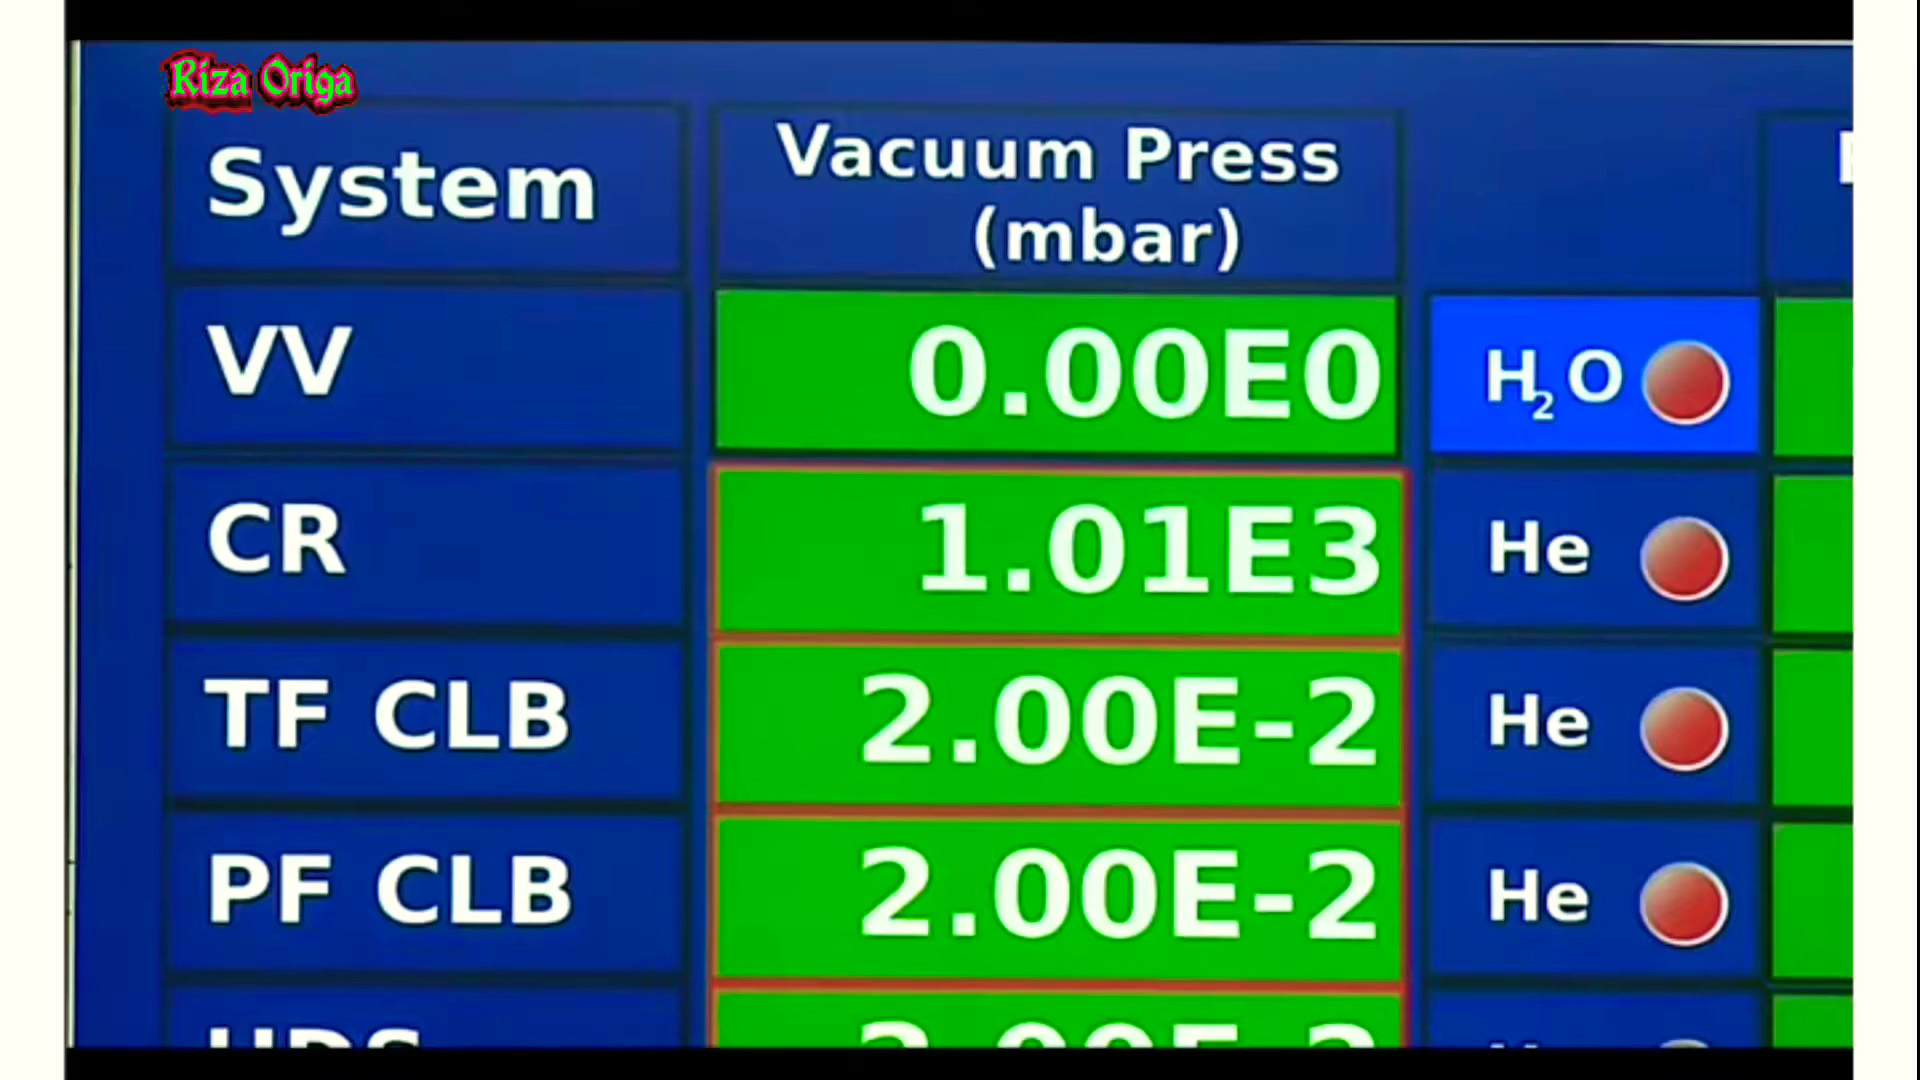 Riza Origa
System
Vacuum Press
(mbar)
VV
0.00E0
H₂O
CR
1.01E3
He
TF CLB
2.00E-2
He
PF CLB
2.00E-2
He